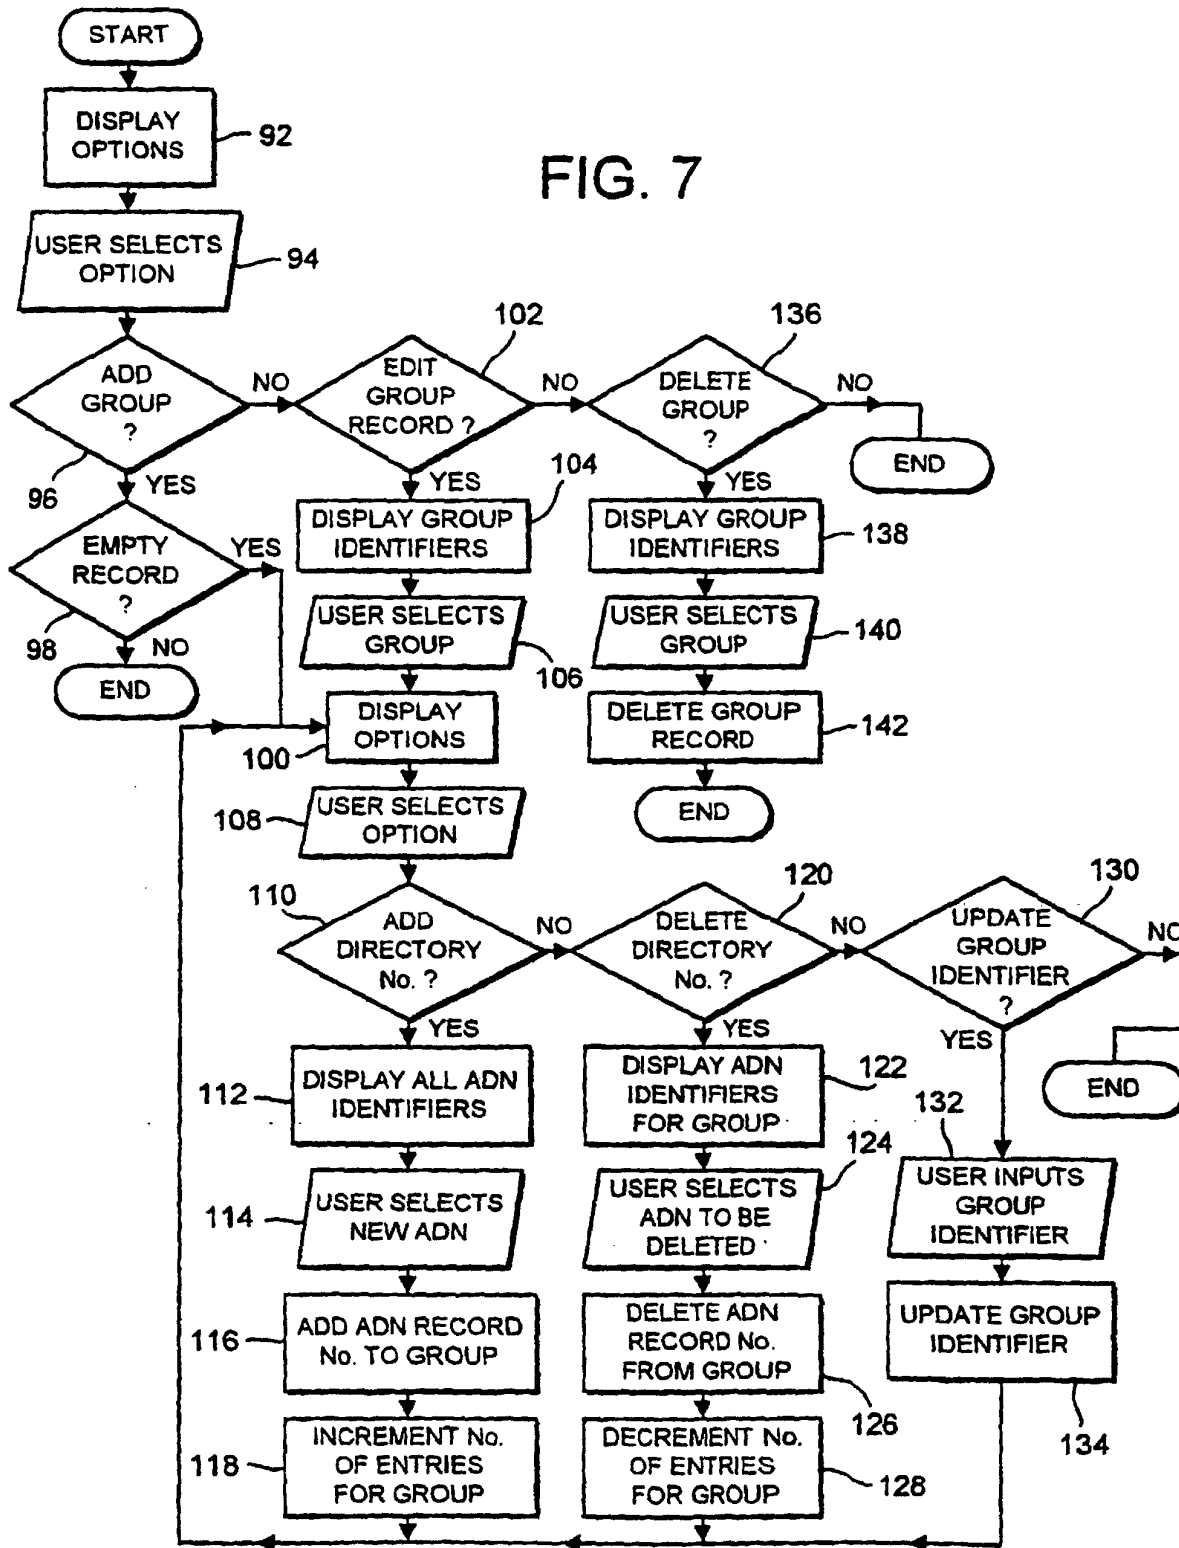 START
DISPLAY
OPTIONS
92
FIG. 7
USER SELECTS
OPTION
94
ADD
GROUP
?
96
NO
EDIT
GROUP
RECORD ?
102
NO
DELETE
GROUP
?
136
NO
END
YES
EMPTY
RECORD
?
98
YES
NO
END
YES
104
DISPLAY GROUP
IDENTIFIERS
USER SELECTS
GROUP
106
YES
DISPLAY GROUP
IDENTIFIERS
138
USER SELECTS
GROUP
140
DELETE GROUP
RECORD
142
END
DISPLAY
OPTIONS
100
USER SELECTS
OPTION
108
110
ADD
DIRECTORY
No. ?
NO
DELETE
DIRECTORY
No. ?
120
NO
UPDATE
GROUP
IDENTIFIER
?
130
NO
END
YES
DISPLAY ALL ADN
IDENTIFIERS
112
USER SELECTS
NEW ADN
114
ADD ADN RECORD
No. TO GROUP
116
INCREMENT No.
OF ENTRIES
FOR GROUP
118
YES
DISPLAY ADN
IDENTIFIERS
FOR GROUP
122
USER SELECTS
ADN TO BE
DELETED
124
DELETE ADN
RECORD No.
FROM GROUP
126
DECREMENT No.
OF ENTRIES
FOR GROUP
128
YES
132
USER INPUTS
GROUP
IDENTIFIER
UPDATE GROUP
IDENTIFIER
134